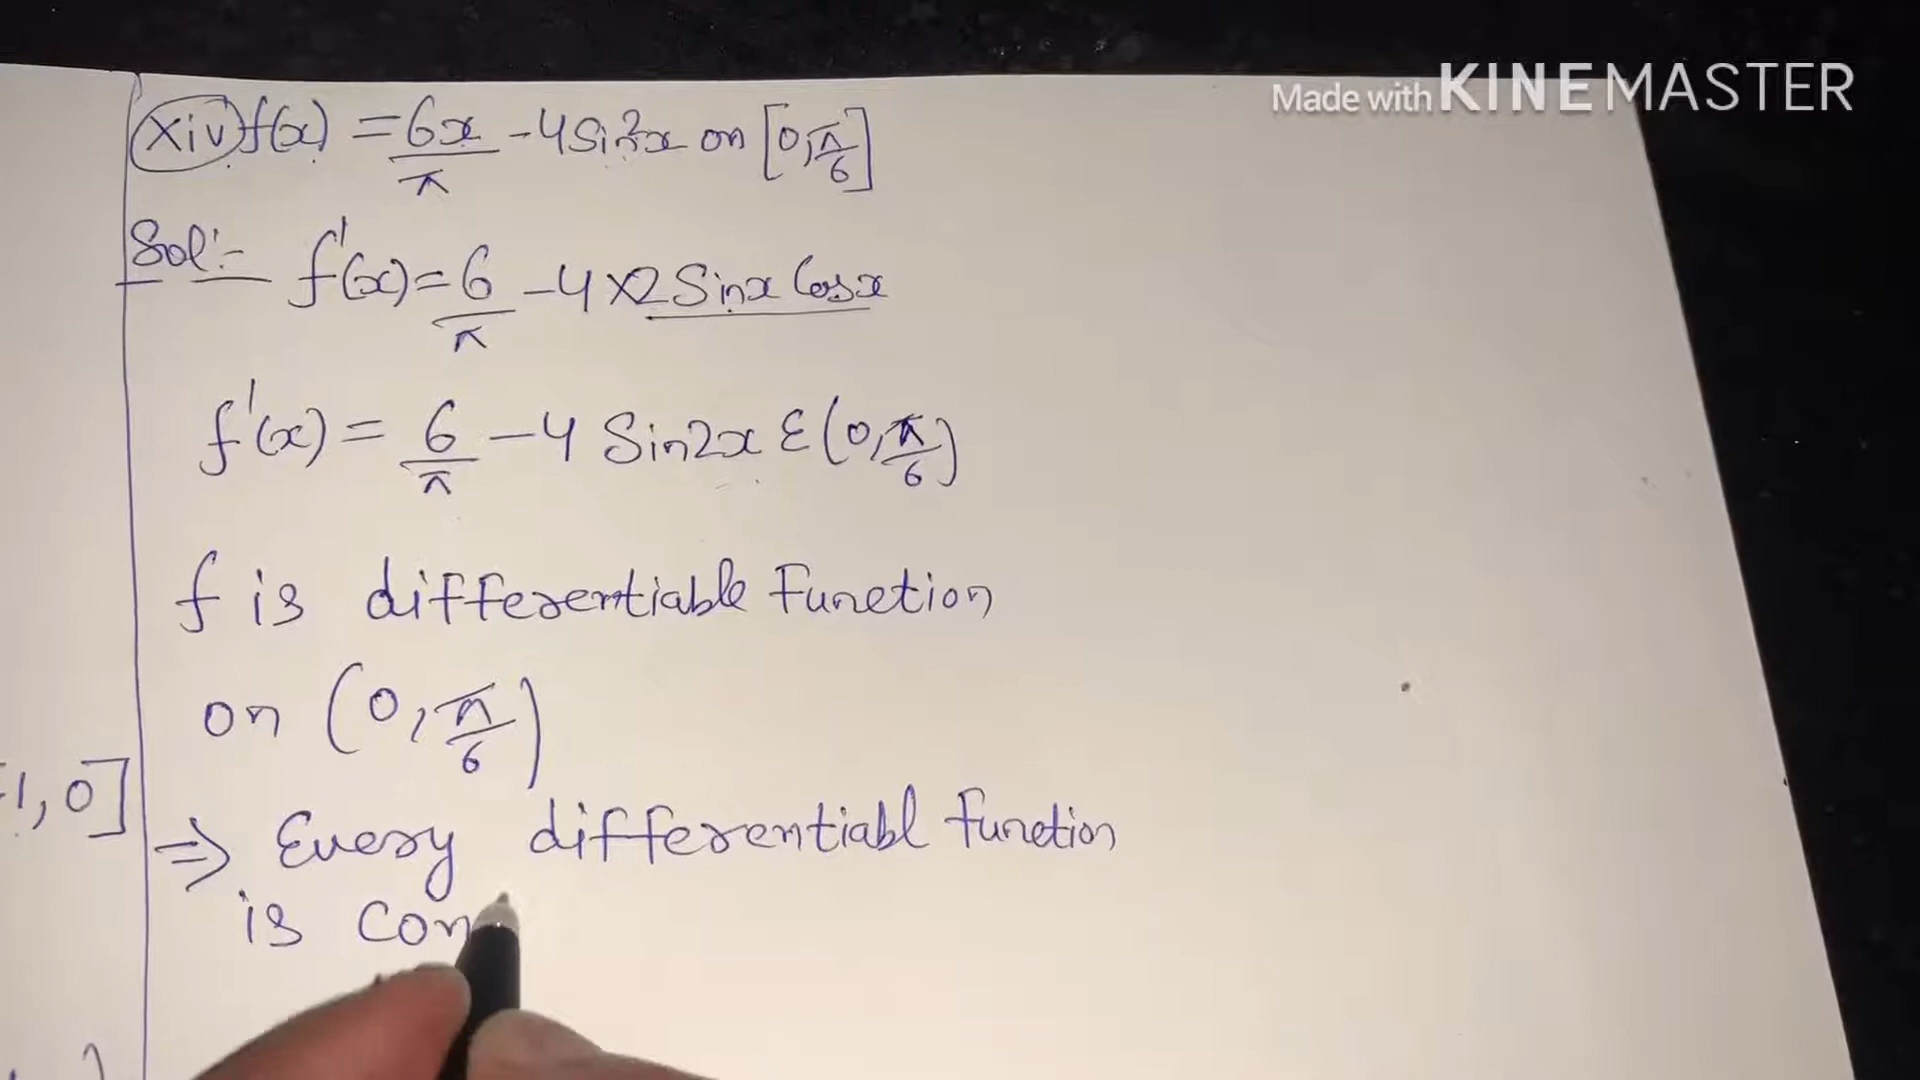 Made with KINEMASTER
(xiv) f(x) = 6x/π - 4Sin²x on [0, π/6]
Sol:- f'(x) = 6/π - 4×2 Sinx Cosx
f'(x) = 6/π - 4 Sin2x ε (0, π/6)
f is differentiable Function
on (0, π/6)
-1, 0]
⇒ Every differentiabl function
is Con